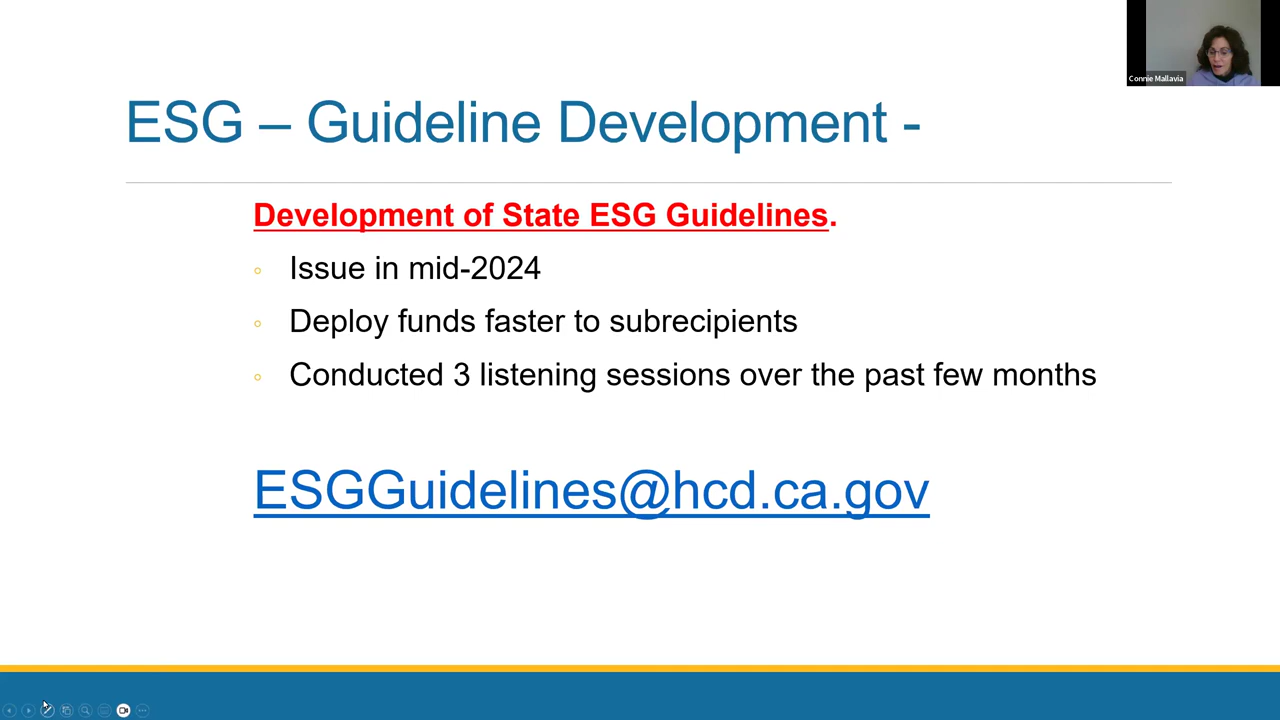 Connie Mallavia
ESG – Guideline Development -
Development of State ESG Guidelines.
Issue in mid-2024
Deploy funds faster to subrecipients
Conducted 3 listening sessions over the past few months
ESGGuidelines@hcd.ca.gov